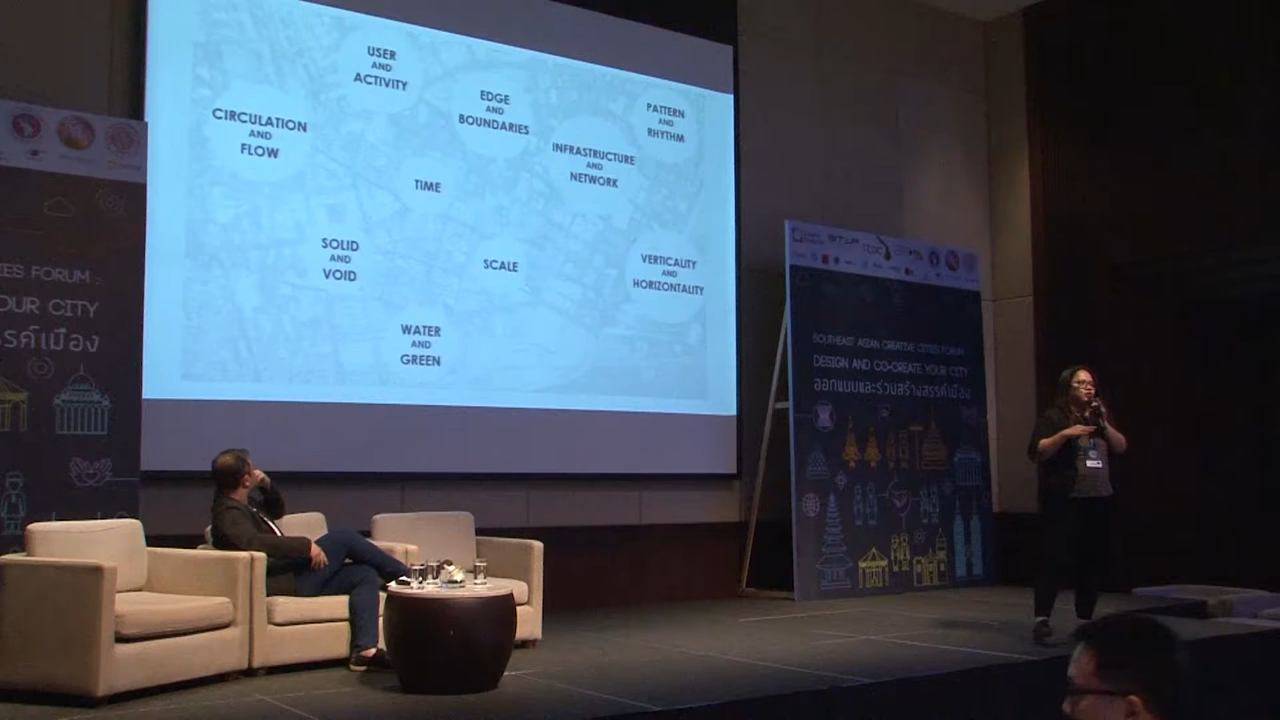 USER
AND
ACTIVITY
EDGE
AND
BOUNDARIES
PATTERN
AND
RHYTHM
CIRCULATION
AND
FLOW
INFRASTRUCTURE
AND
NETWORK
TIME
SOLID
AND
VOID
SCALE
VERTICALITY
AND
HORIZONTALITY
WATER
AND
GREEN
IES FORUM :
OUR CITY
รรค์เมือง
SOUTHEAST ASIAN CREATIVE CITIES FORUM :
DESIGN AND CO-CREATE YOUR CITY
ออกแบบและร่วมสร้างสรรค์เมือง